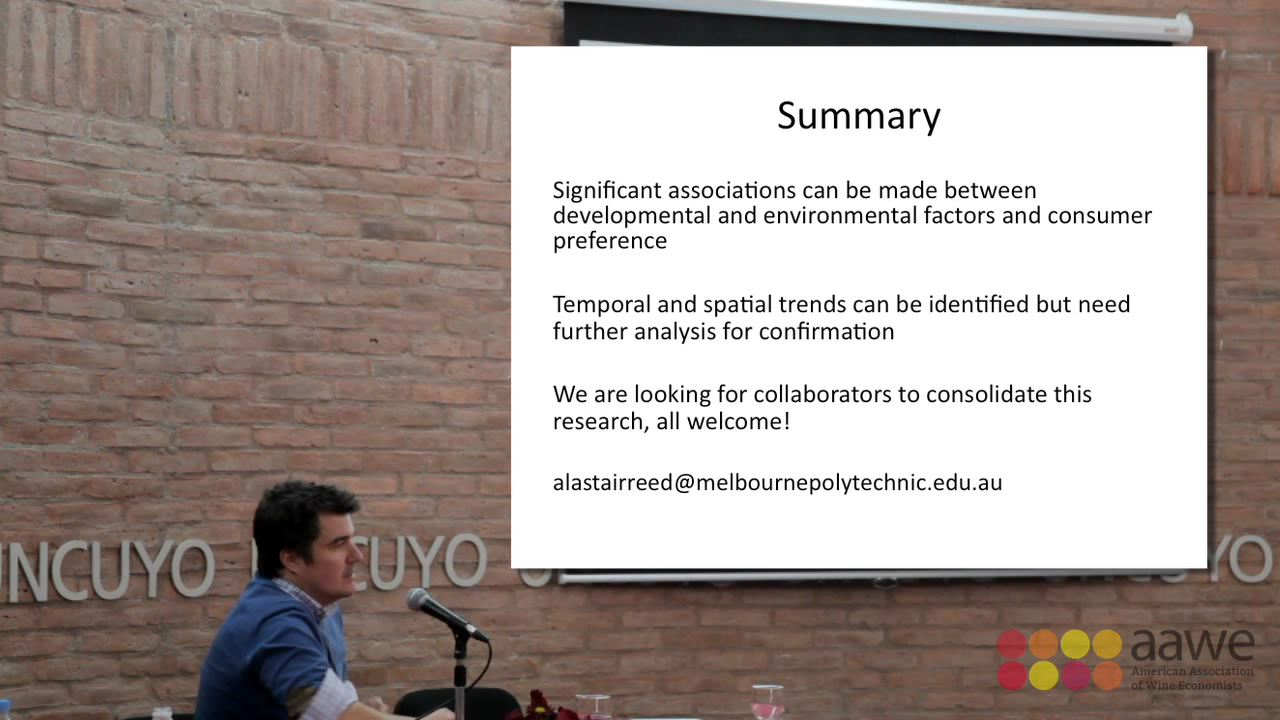 Summary
Significant associations can be made between
developmental and environmental factors and consumer
preference
Temporal and spatial trends can be identified but need
further analysis for confirmation
We are looking for collaborators to consolidate this
research, all welcome!
alastairreed@melbournepolytechnic.edu.au
UNCUYO
CUYO
YO
aawe
American Association
of Wine Economists